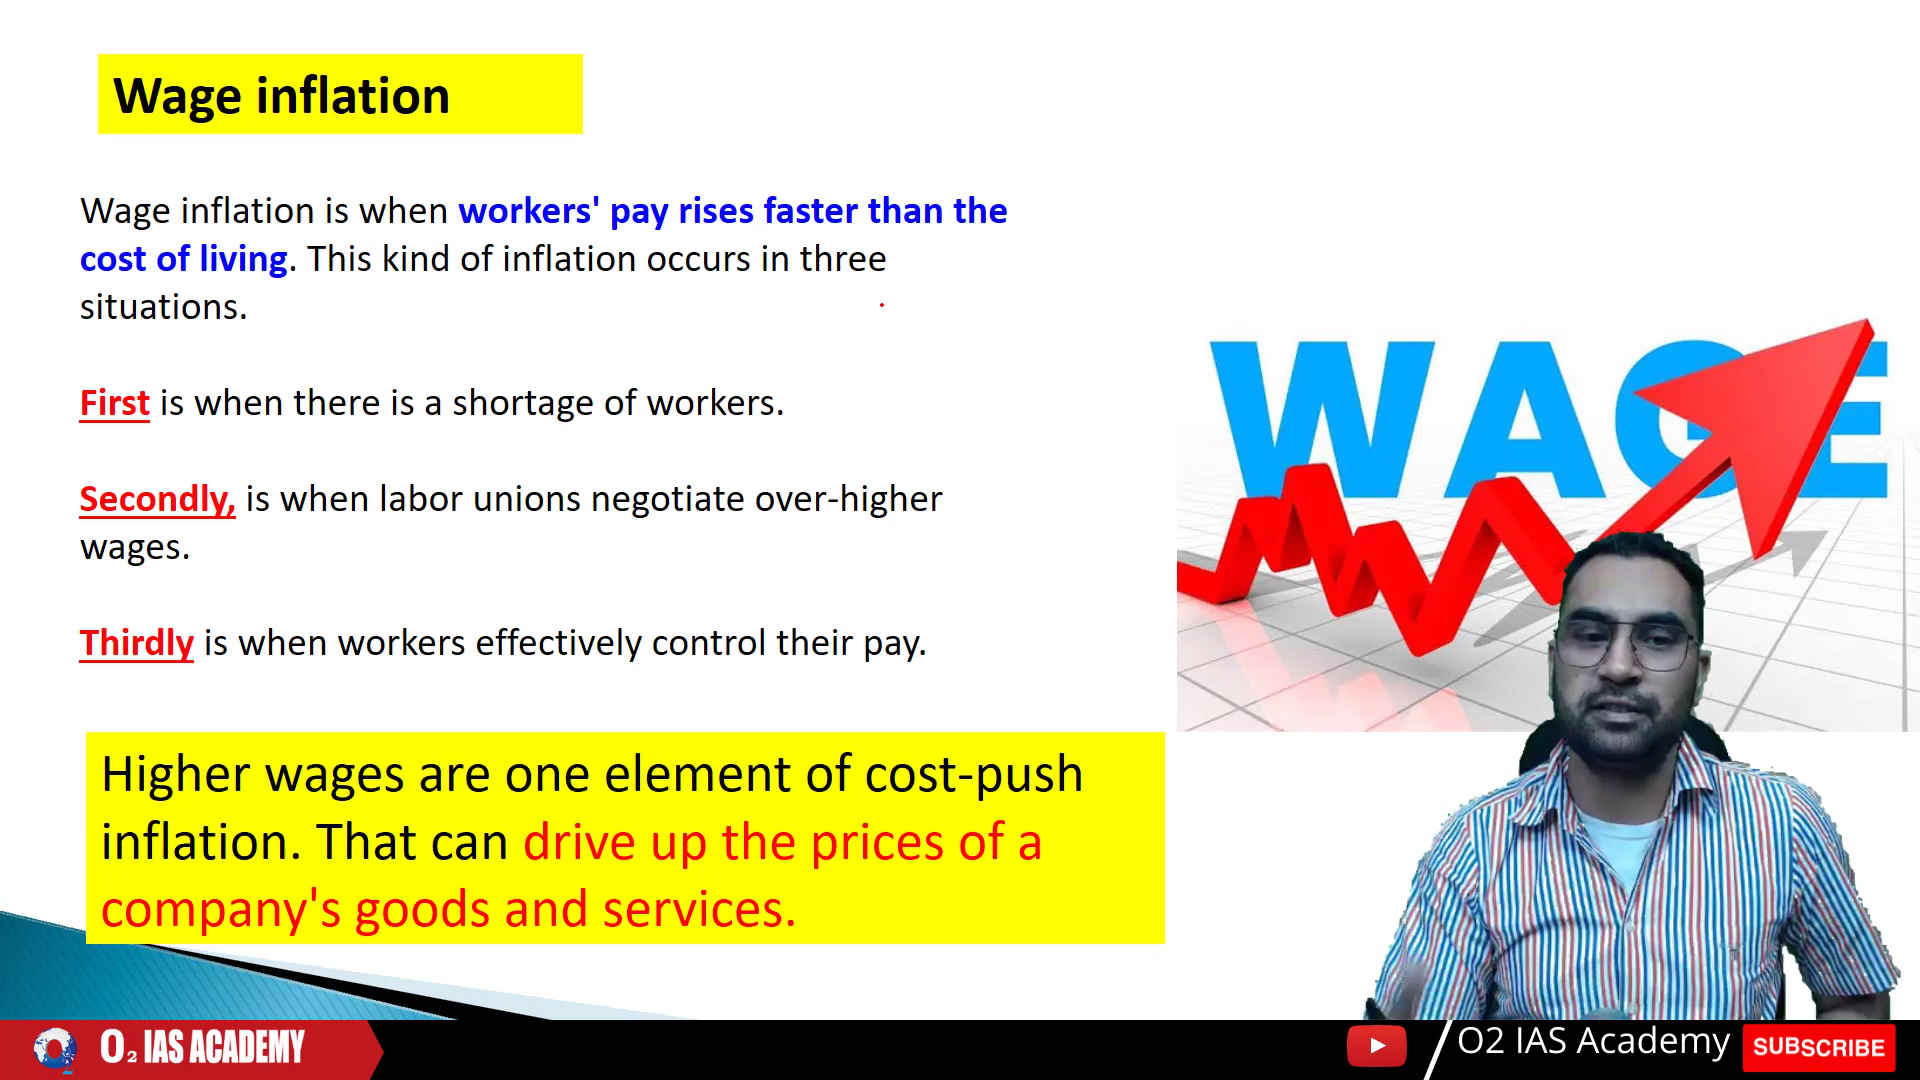 Wage inflation
Wage inflation is when workers' pay rises faster than the
cost of living. This kind of inflation occurs in three
situations.
First is when there is a shortage of workers.
Secondly, is when labor unions negotiate over-higher
wages.
Thirdly is when workers effectively control their pay.
WAGE
Higher wages are one element of cost-push
inflation. That can drive up the prices of a
company's goods and services.
O2 IAS ACADEMY
O2 IAS Academy
SUBSCRIBE